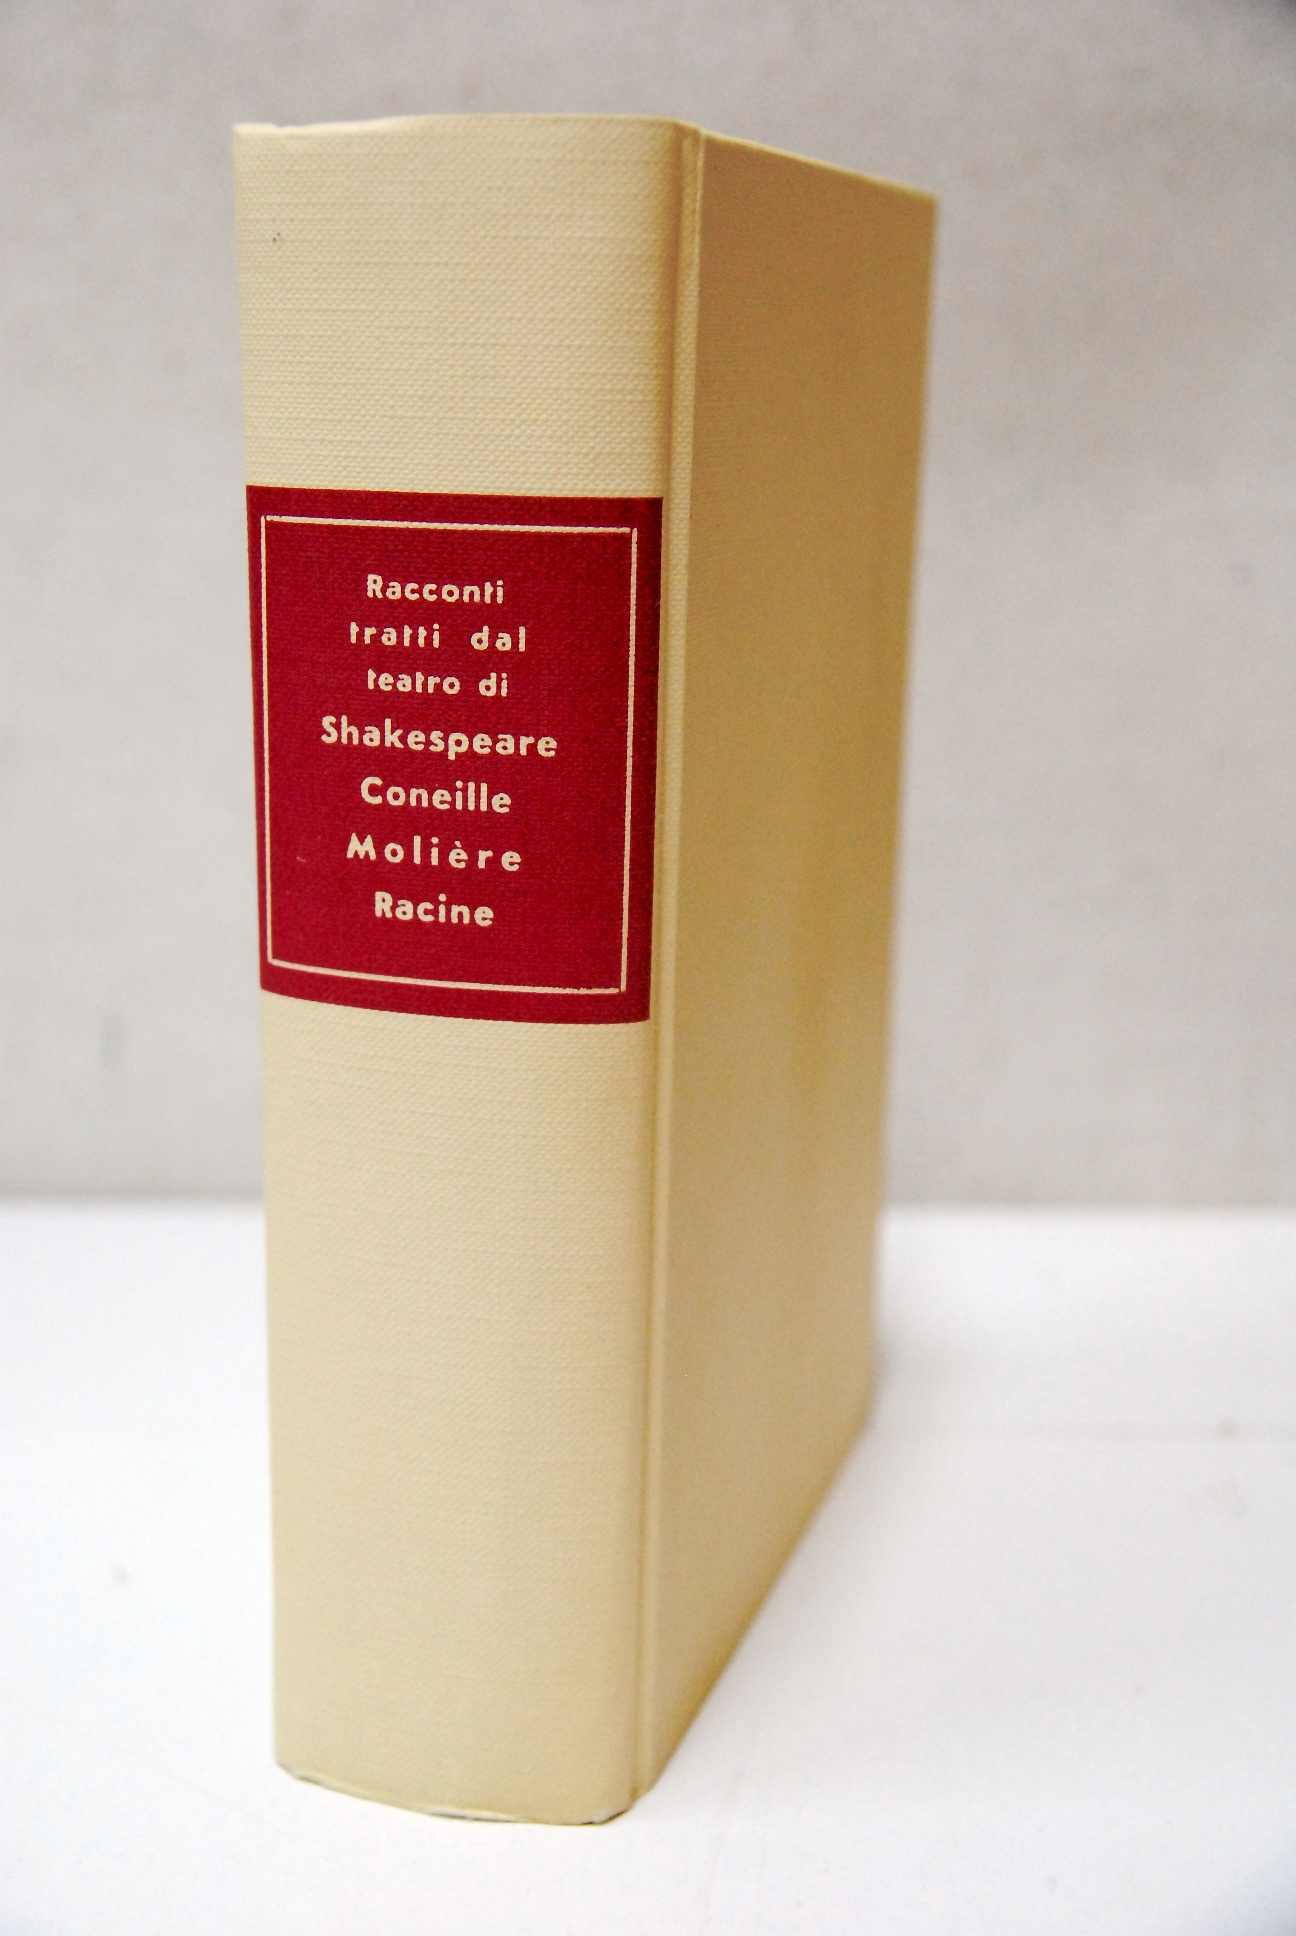 Racconti
tratti dal
teatro di
Shakespeare
Coneille
Molière
Racine